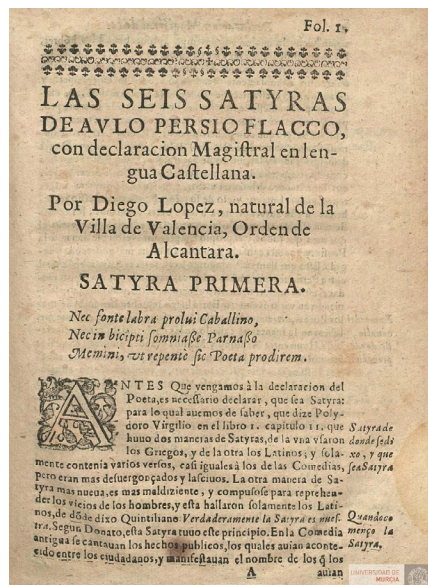 Fol. 1.
LAS SEIS SATYRAS
DE AVLO PERSIO FLACCO,
con declaracion Magiſtral en len-
gua Caſtellana.
Por Diego Lopez, natural de la
Villa de Valencia, Orden de
Alcantara.
SATYRA PRIMERA.
Nec fonte labra prolui Caballino,
Nec in bicipiti ſomniaſſe Parnaſſo
Memini, vt repentè ſic Poeta prodirem.
ANTES Que vengamos à la declaracion del
Poeta, es neceſſario declarar, que ſea Satyra:
para lo qual auemos de ſaber, que dize Poly-
doro Virgilio en el libro 1. capitulo 11. que
huuo dos maneras de Satyras, de la vna vſaron
los Griegos, y de la otra los Latinos; y ſola-
mente contenia varios verſos, caſi iguales à los de las Comedias,
pero eran mas deſuergonçados y laſciuos. La otra manera de Sa-
tyra mas nueua, es mas maldiziente, y compuſoſe para reprehen-
der los vicios de los hombres, y eſta hallaron ſolamente los Lati-
nos, de dõde dixo Quintiliano Verdaderamente la Satyra es nueſ-
tra. Segun Donato, eſta Satyra tuuo eſte principio. En la Comedia
antigua ſe cantauan los hechos publicos, los quales auian aconte-
cido entre los ciudadanos, y manifeſtauan el nombre de los q̃ los
A
auian
Satyra de
donde ſe di-
xo, y que
ſea Satyra
Quando co
mençò la
Satyra,
UNIVERSIDAD DE
MURCIA